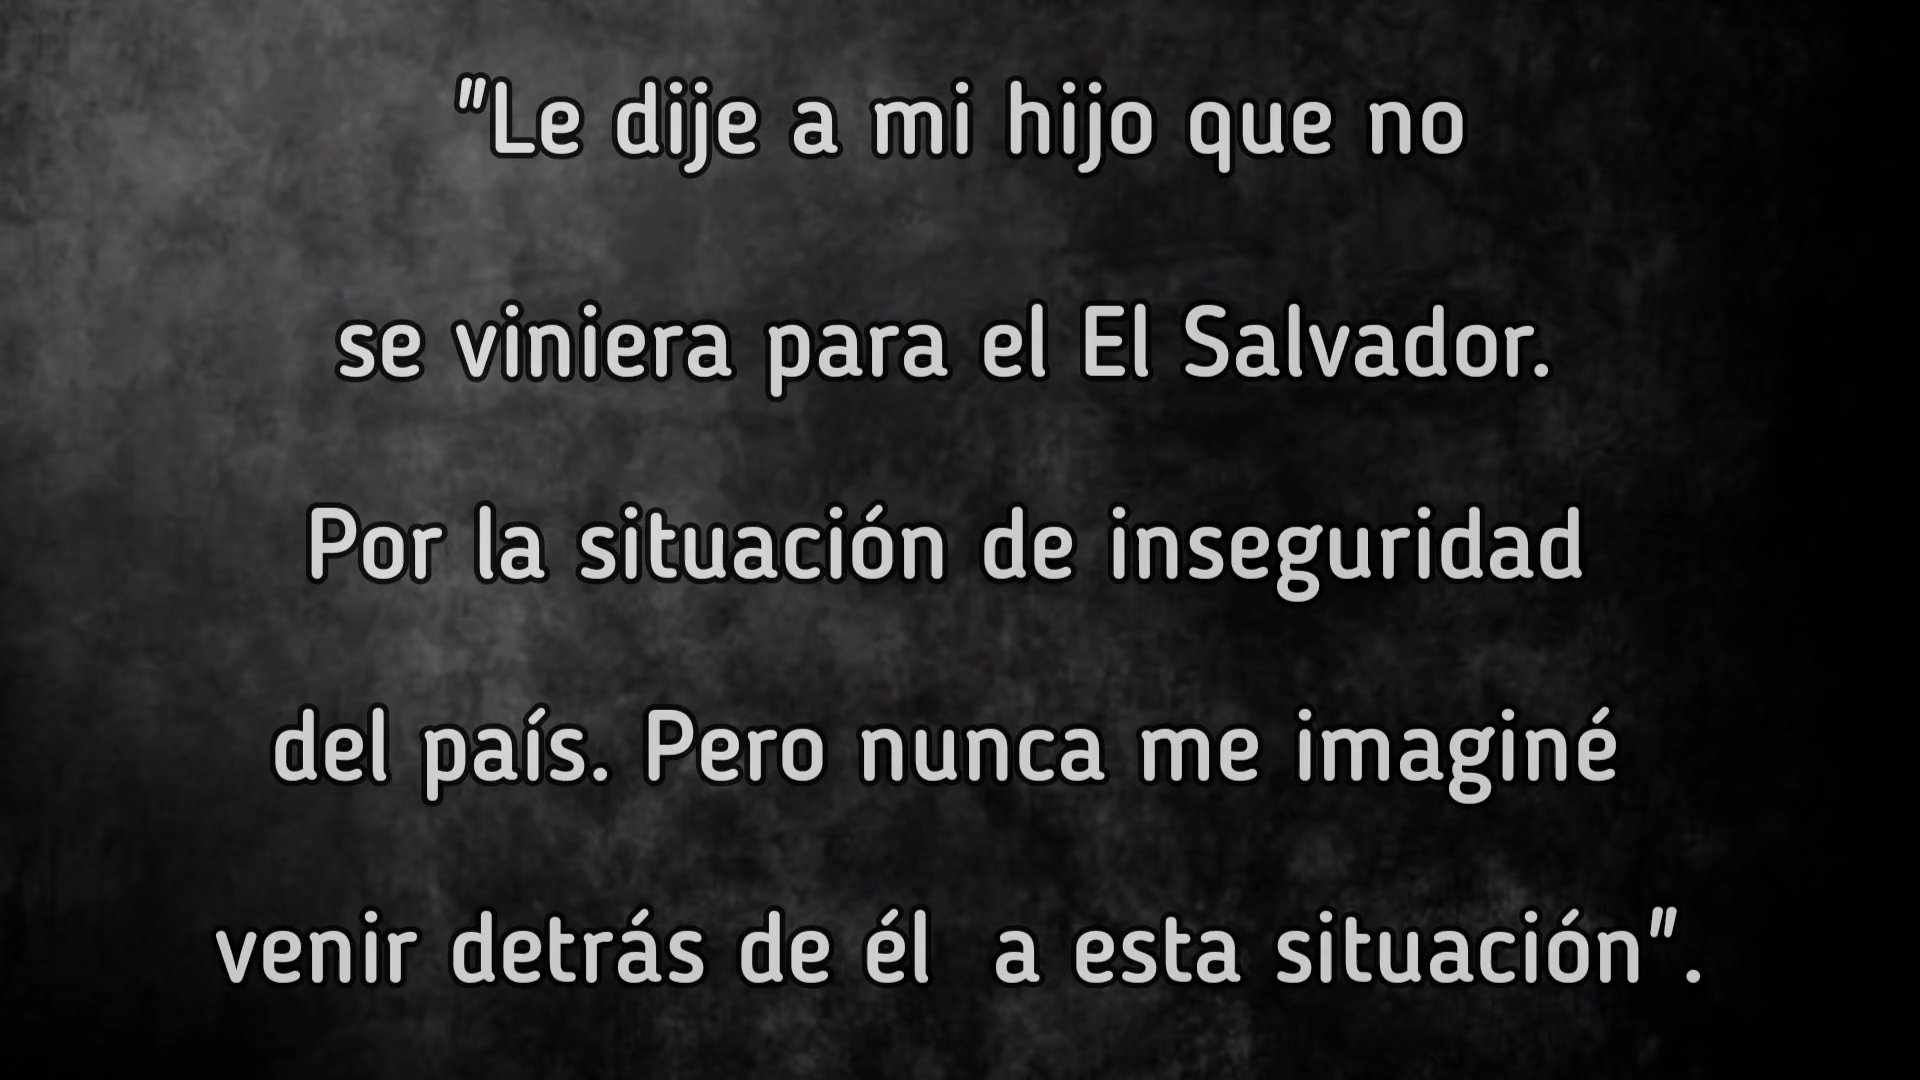 "Le dije a mi hijo que no
se viniera para el El Salvador.
Por la situación de inseguridad
del país. Pero nunca me imaginé
venir detrás de él  a esta situación".